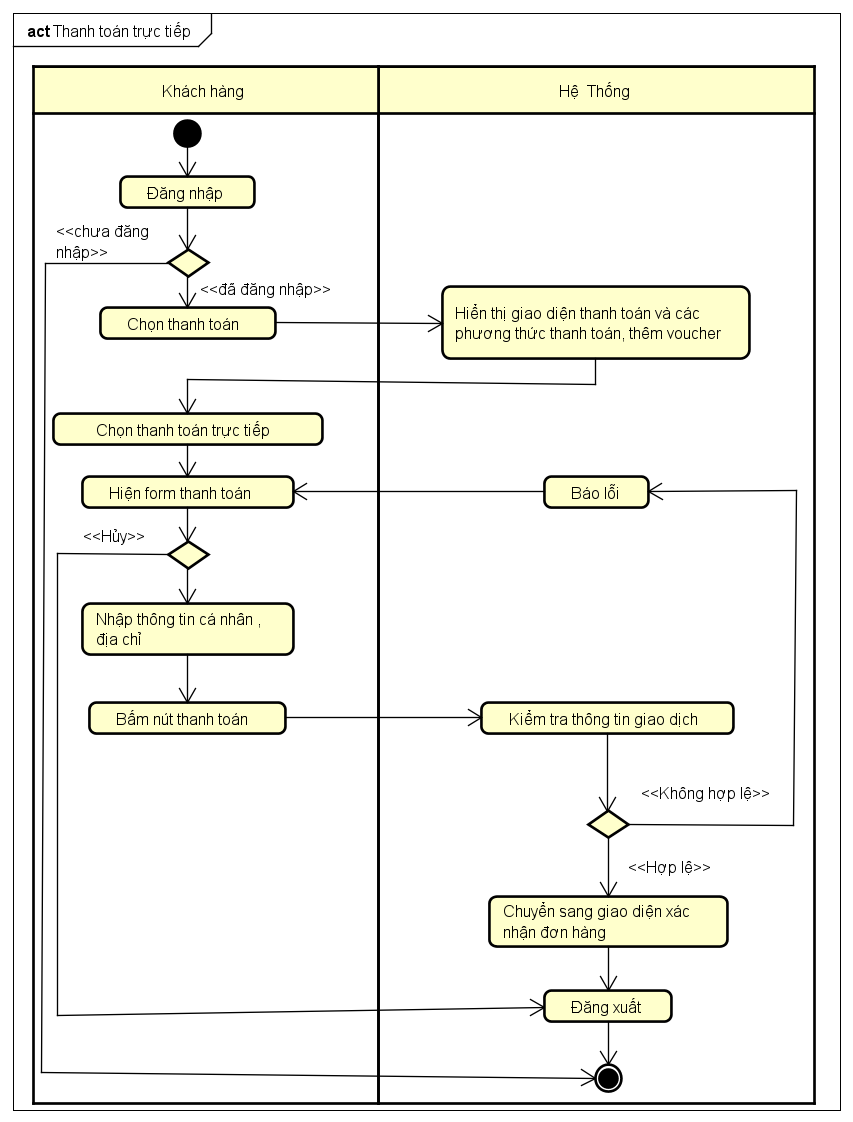 act Thanh toán trực tiếp
Khách hàng
Hệ Thống
Đăng nhập
<<chưa đăng
nhập>>
<<đã đăng nhập>>
Chọn thanh toán
Hiển thị giao diện thanh toán và các
phương thức thanh toán, thêm voucher
Chọn thanh toán trực tiếp
Hiện form thanh toán
Báo lỗi
<<Hủy>>
Nhập thông tin cá nhân ,
địa chỉ
Bấm nút thanh toán
Kiểm tra thông tin giao dịch
<<Không hợp lệ>>
<<Hợp lệ>>
Chuyển sang giao diện xác
nhận đơn hàng
Đăng xuất